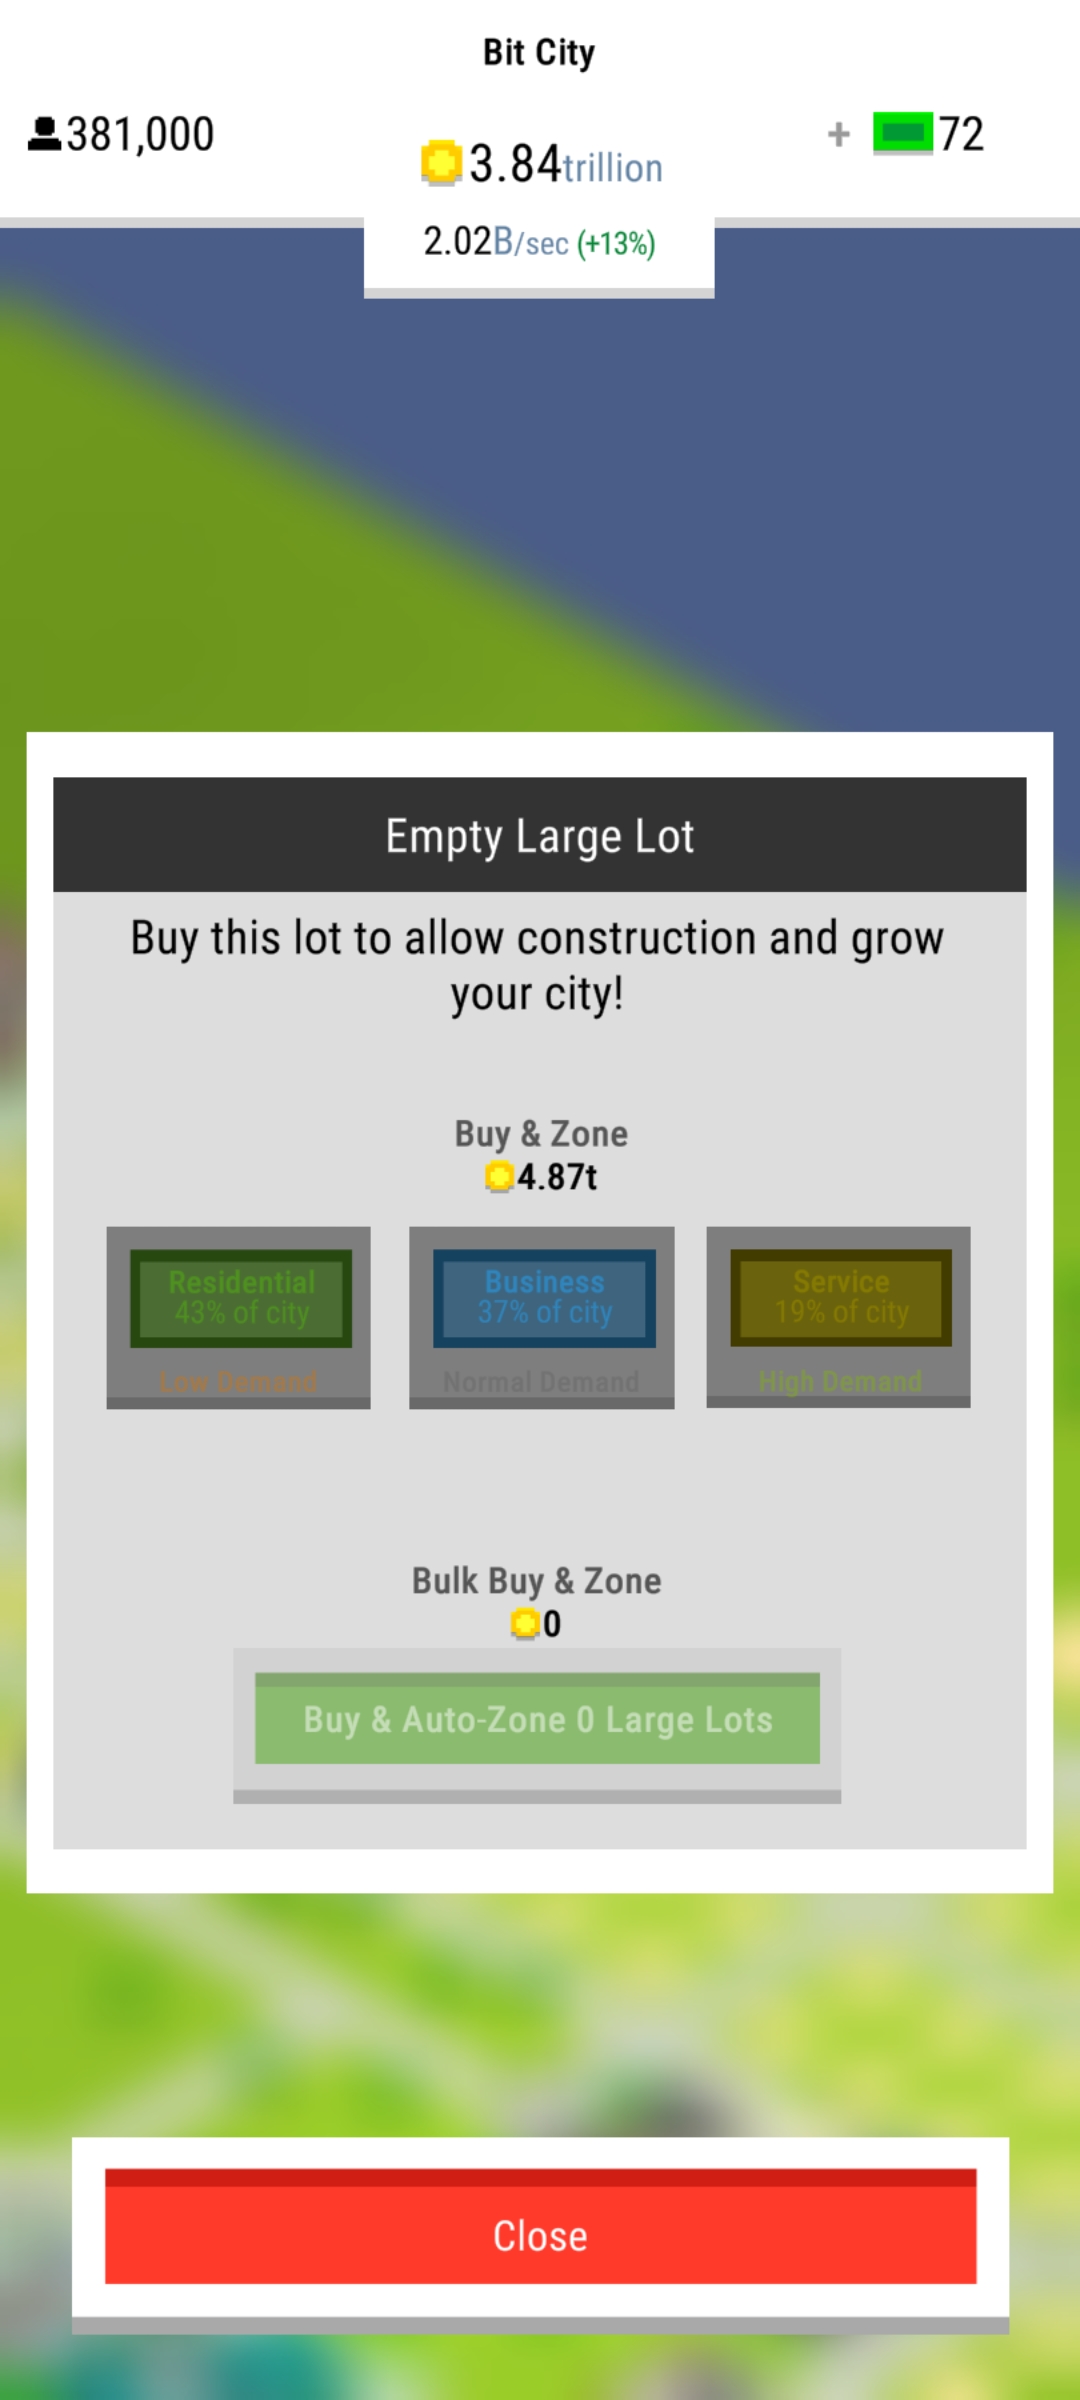 Bit City
381,000
3.84trillion
+ 72
2.02B/sec (+13%)
Empty Large Lot
Buy this lot to allow construction and grow
your city!
Buy & Zone
4.87t
Residential
43% of city
Low Demand
Business
37% of city
Normal Demand
Service
19% of city
High Demand
Bulk Buy & Zone
0
Buy & Auto-Zone 0 Large Lots
Close